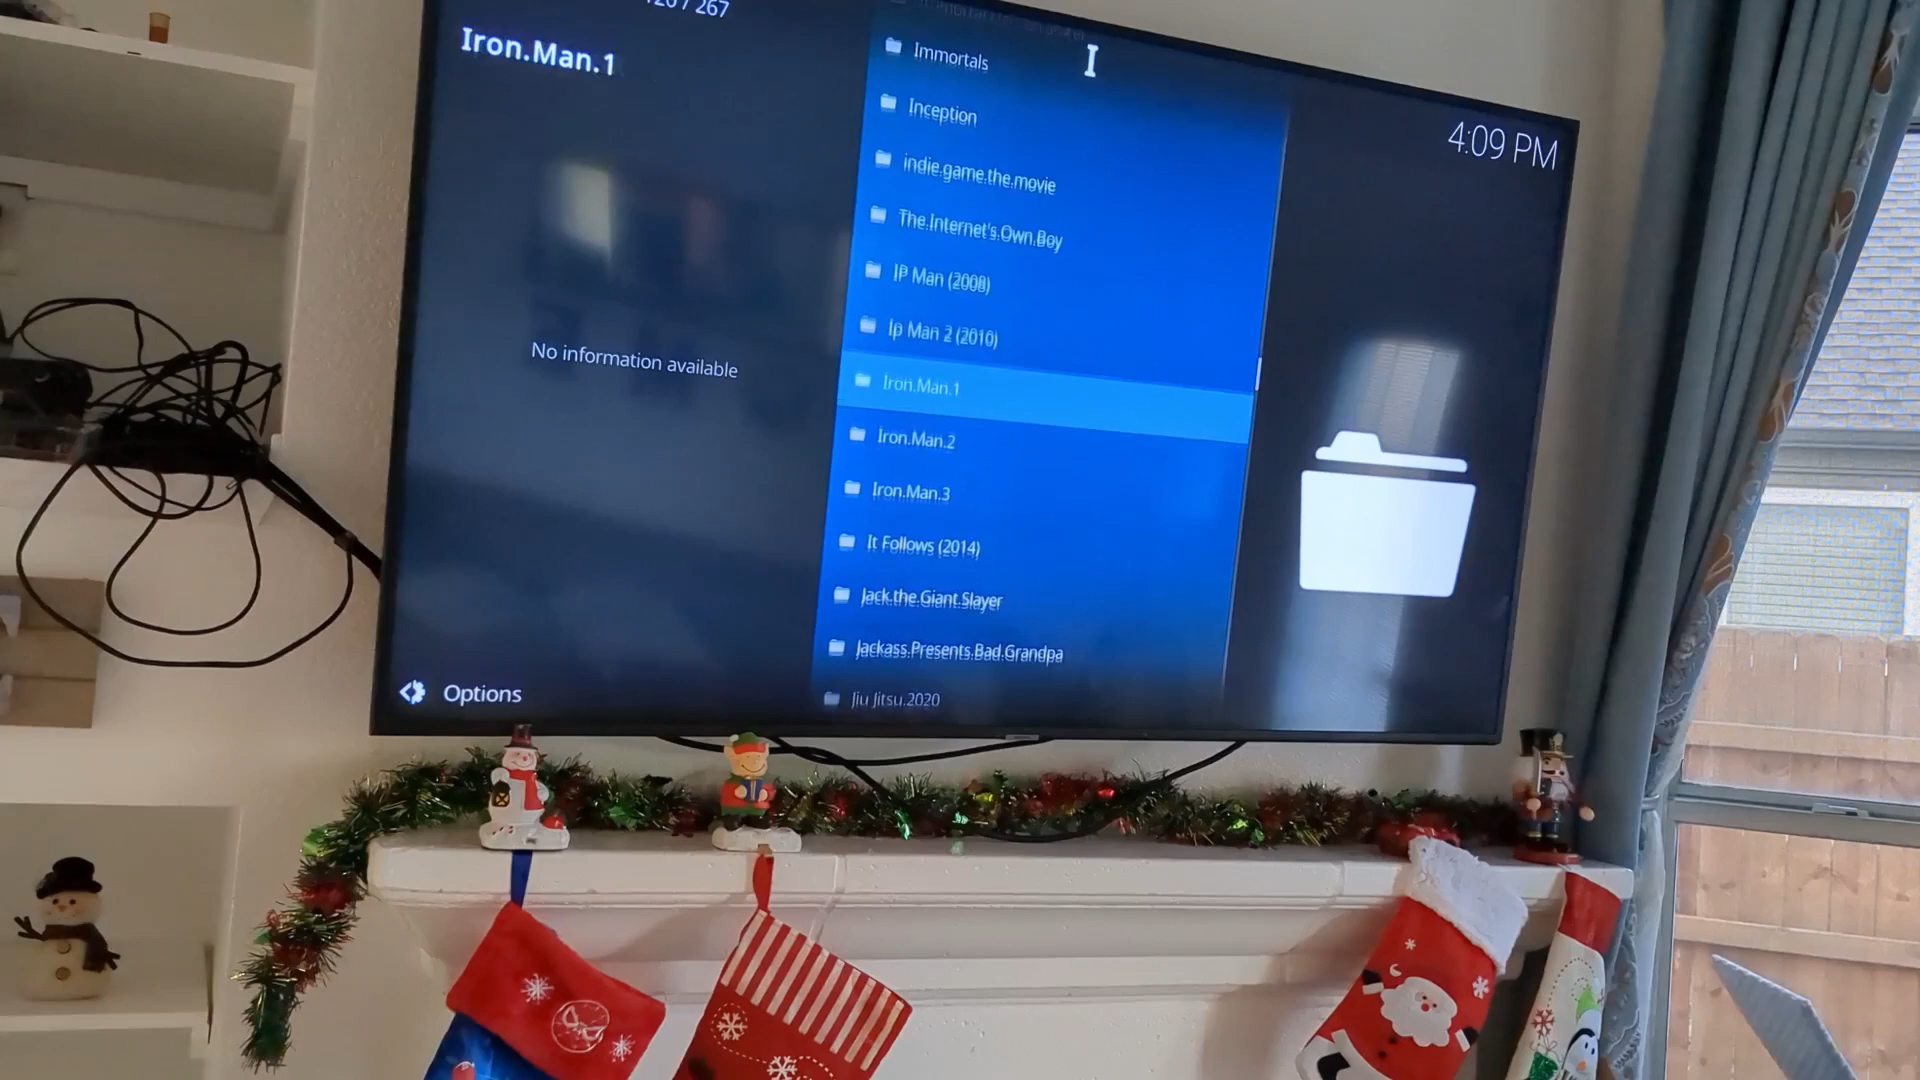 / 267
Iron.Man.1
I
4:09 PM
Immortals
Inception
indie.game.the.movie
The.Internet's.Own.Boy
IP Man (2008)
Ip Man 2 (2010)
Iron.Man.1
Iron.Man.2
Iron.Man.3
It Follows (2014)
Jack.the.Giant.Slayer
Jackass.Presents.Bad.Grandpa
Jiu Jitsu.2020
No information available
Options